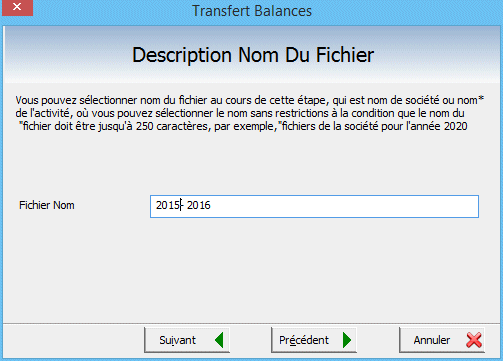 Transfert Balances
Description Nom Du Fichier
Vous pouvez sélectionner nom du fichier au cours de cette étape, qui est nom de société ou nom*
de l'activité, où vous pouvez sélectionner le nom sans restrictions à la condition que le nom du
"fichier doit être jusqu'à 250 caractères, par exemple,"fichiers de la société pour l'année 2020
Fichier Nom
2015- 2016
Suivant
Précédent
Annuler